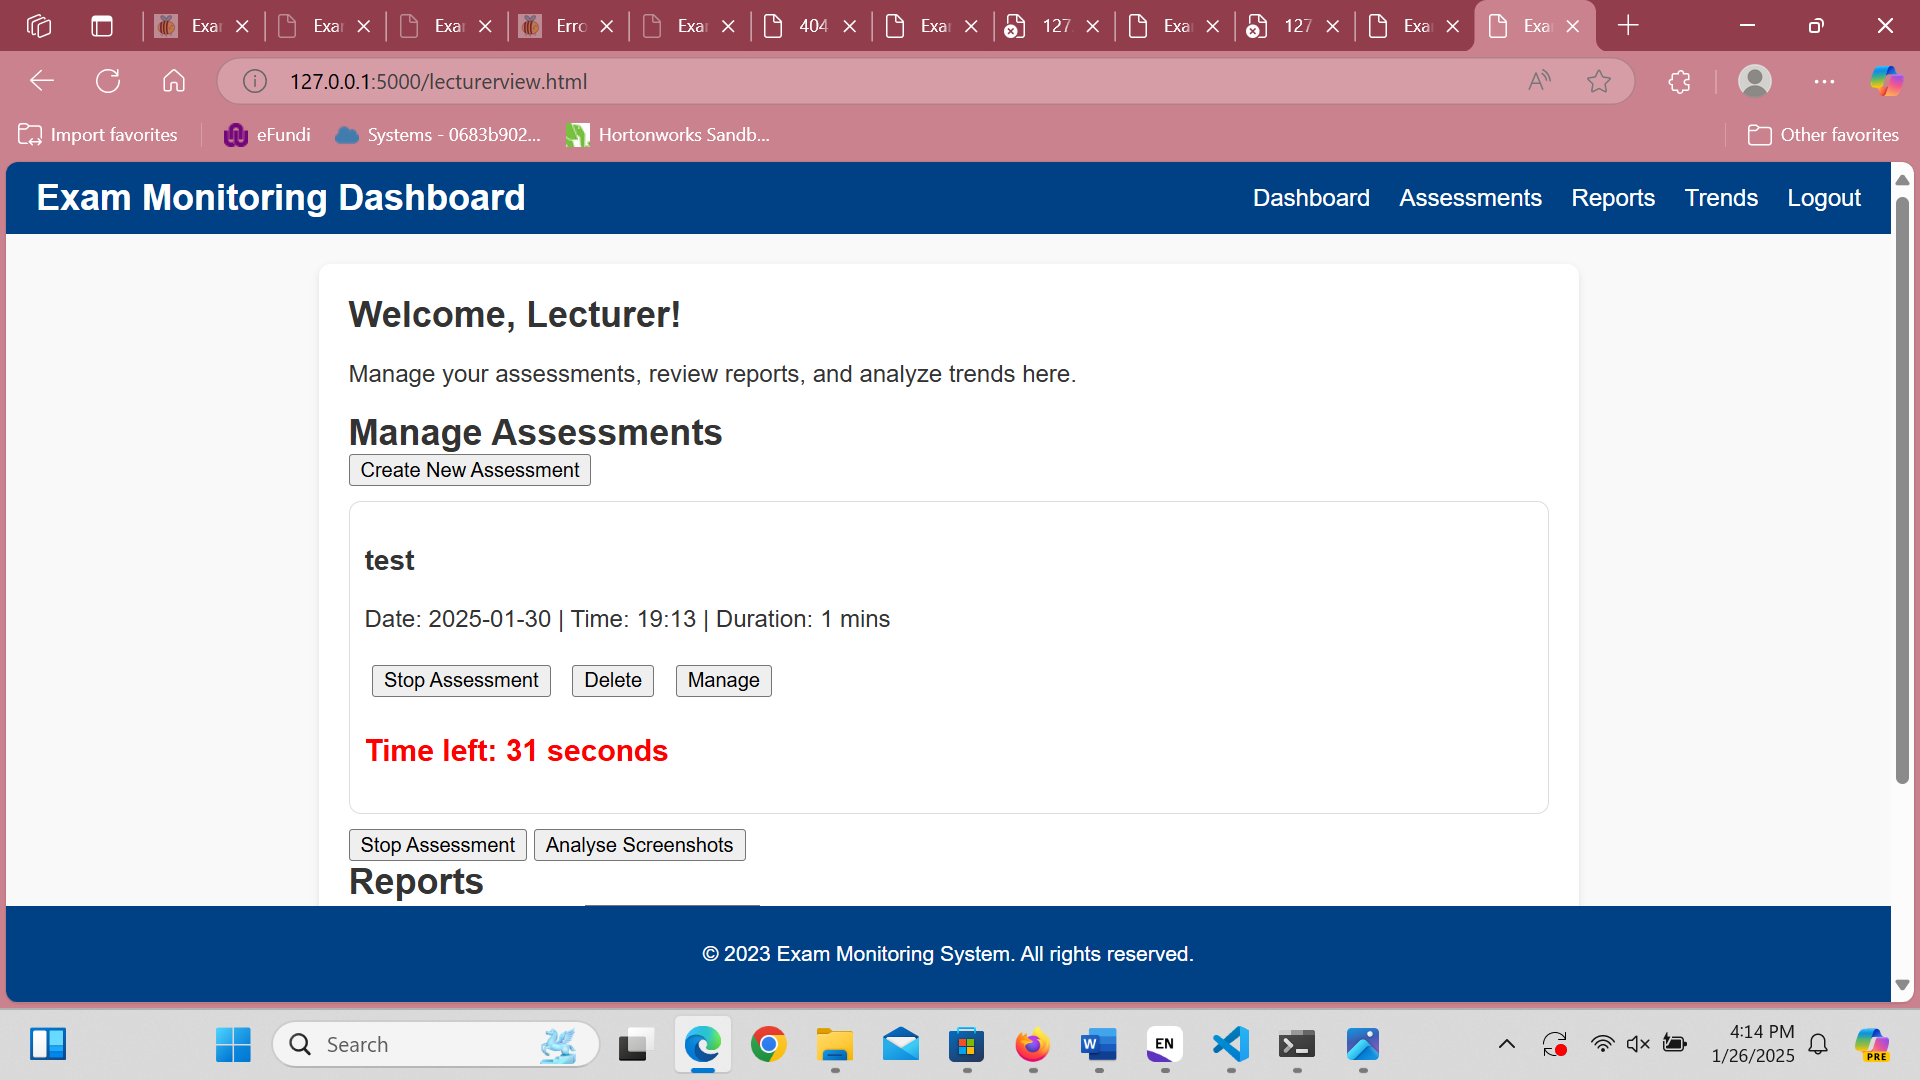 Exa
Exa
Exa
Erro
Exa
404
Exa
127
Exa
127
Exa
Exa
127.0.0.1:5000/lecturerview.html
Import favorites
eFundi
Systems - 0683b902...
Hortonworks Sandb...
Other favorites
Exam Monitoring Dashboard
Dashboard
Assessments
Reports
Trends
Logout
Welcome, Lecturer!
Manage your assessments, review reports, and analyze trends here.
Manage Assessments
Create New Assessment
test
Date: 2025-01-30 | Time: 19:13 | Duration: 1 mins
Stop Assessment
Delete
Manage
Time left: 31 seconds
Stop Assessment
Analyse Screenshots
Reports
© 2023 Exam Monitoring System. All rights reserved.
Search
W
EN
4:14 PM
1/26/2025
PRE